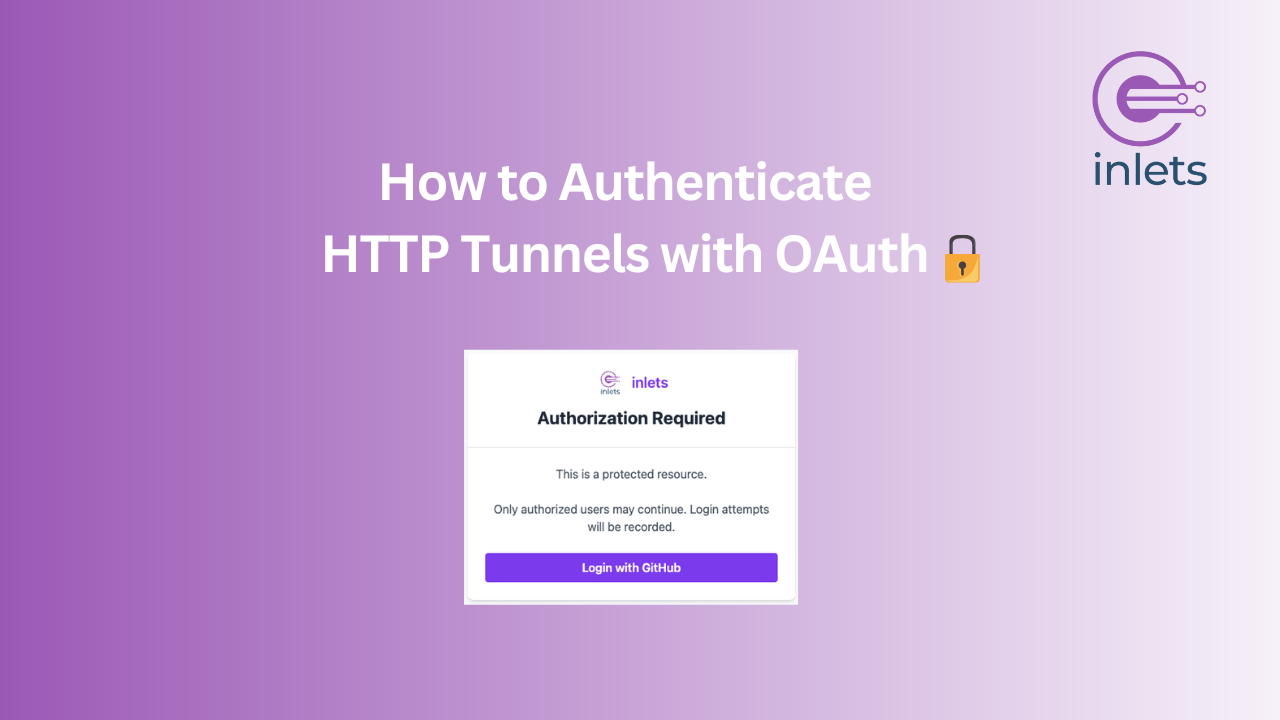 inlets
How to Authenticate
HTTP Tunnels with OAuth
inlets
inlets
Authorization Required
This is a protected resource.
Only authorized users may continue. Login attempts
will be recorded.
Login with GitHub